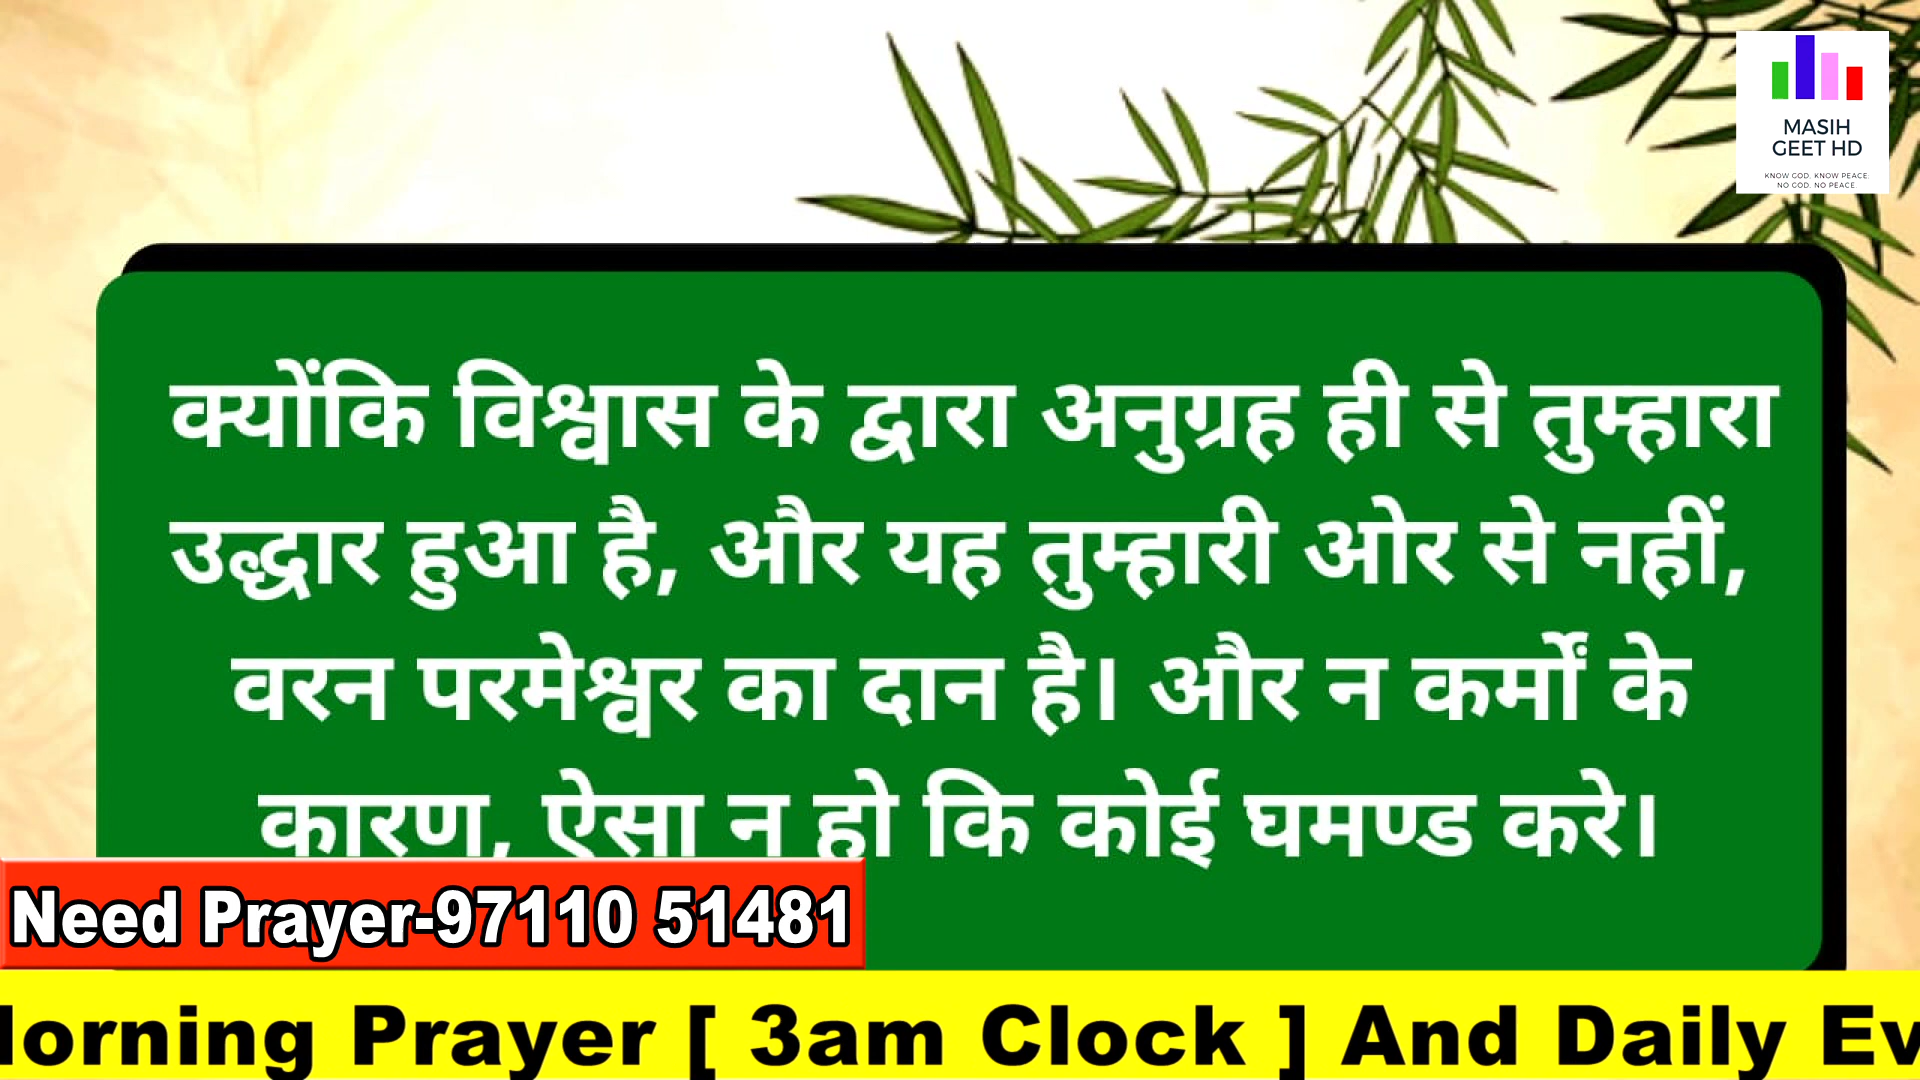 MASIH
GEET HD
KNOW GOD. KNOW PEACE.
NO GOD. NO PEACE.
क्योंकि विश्वास के द्वारा अनुग्रह ही से तुम्हारा
उद्धार हुआ है, और यह तुम्हारी ओर से नहीं,
वरन परमेश्वर का दान है। और न कर्मों के
कारण, ऐसा न हो कि कोई घमण्ड करे।
Need Prayer-97110 51481
orning Prayer [ 3am Clock ] And Daily Ev